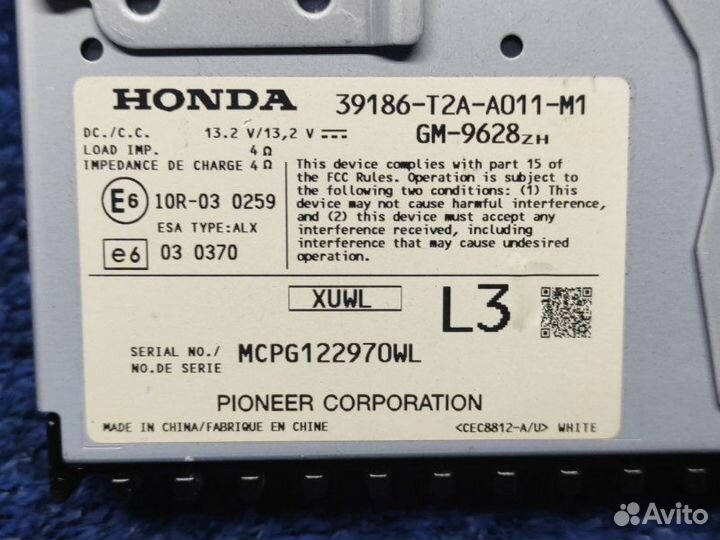 HONDA 39186-T2A-A011-M1
GM-9628ZH
DC./C.C. 13.2 V/13,2 V
LOAD IMP. 4Ω
IMPEDANCE DE CHARGE 4Ω
This device complies with part 15 of
the FCC Rules. Operation is subject to
the following two conditions: (1) This
device may not cause harmful interference,
and (2) this device must accept any
interference received, including
interference that may cause undesired
operation.
E6 10R-03 0259
ESA TYPE:ALX
e6 03 0370
XUWL L3
SERIAL NO./ MCPG122970WL
NO.DE SERIE
PIONEER CORPORATION
MADE IN CHINA/FABRIQUE EN CHINE <CEC8812-A/U> WHITE
Avito